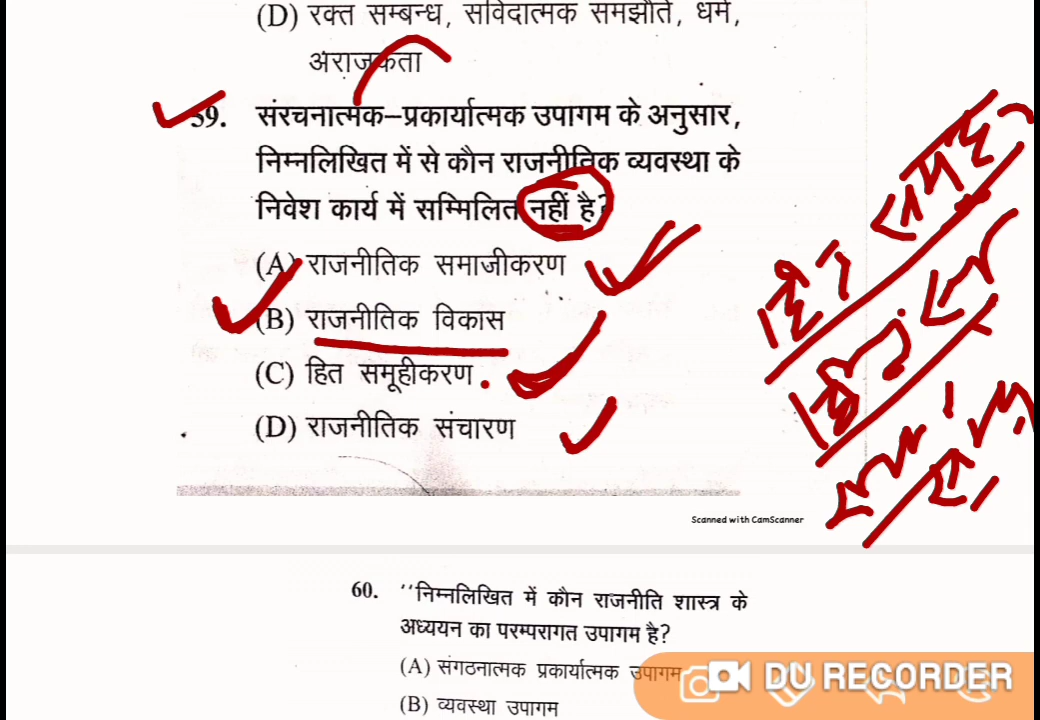 (D) रक्त सम्बन्ध, संविदात्मक समझौते, धर्म,
अराजकता
59. संरचनात्मक–प्रकार्यात्मक उपागम के अनुसार,
निम्नलिखित में से कौन राजनीतिक व्यवस्था के
निवेश कार्य में सम्मिलित नहीं है?
(A) राजनीतिक समाजीकरण
(B) राजनीतिक विकास
(C) हित समूहीकरण
(D) राजनीतिक संचारण
Scanned with CamScanner
60. ‘‘निम्नलिखित में कौन राजनीति शास्त्र के
अध्ययन का परम्परागत उपागम है?
(A) संगठनात्मक प्रकार्यात्मक उपागम
(B) व्यवस्था उपागम
DU RECORDER